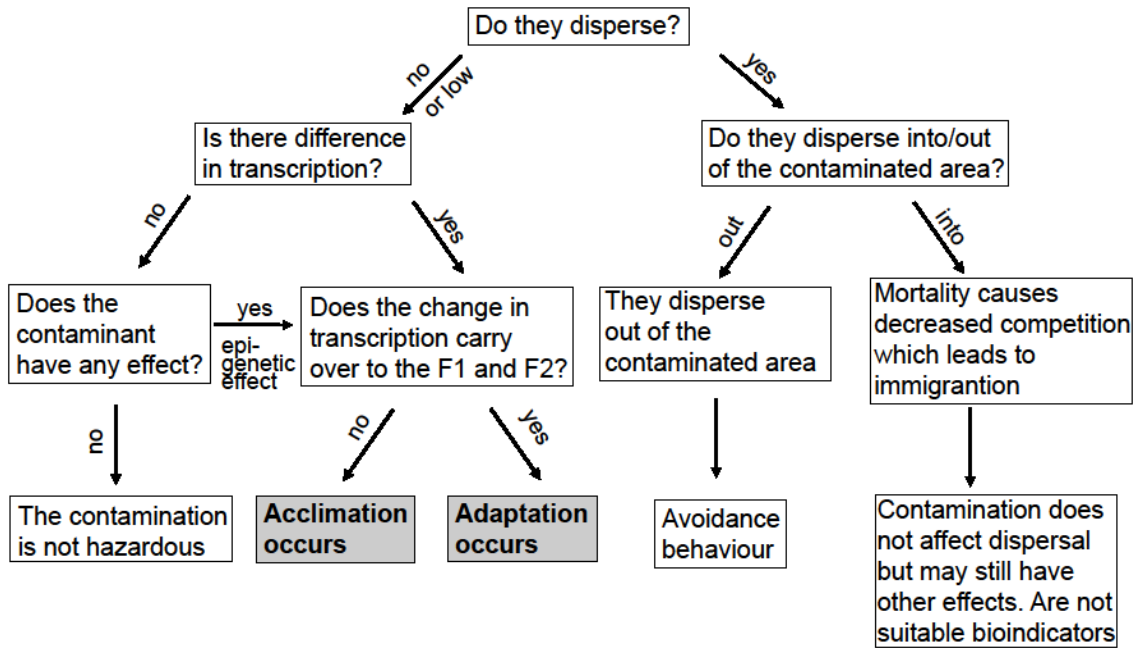 Do they disperse?
no
or low
yes
Is there difference
in transcription?
Do they disperse into/out
of the contaminated area?
no
yes
out
into
Does the
contaminant
have any effect?
yes
epi-
genetic
effect
Does the change in
transcription carry
over to the F1 and F2?
They disperse
out of the
contaminated area
Mortality causes
decreased competition
which leads to
immigrantion
no
no
yes
The contamination
is not hazardous
Acclimation
occurs
Adaptation
occurs
Avoidance
behaviour
Contamination does
not affect dispersal
but may still have
other effects. Are not
suitable bioindicators